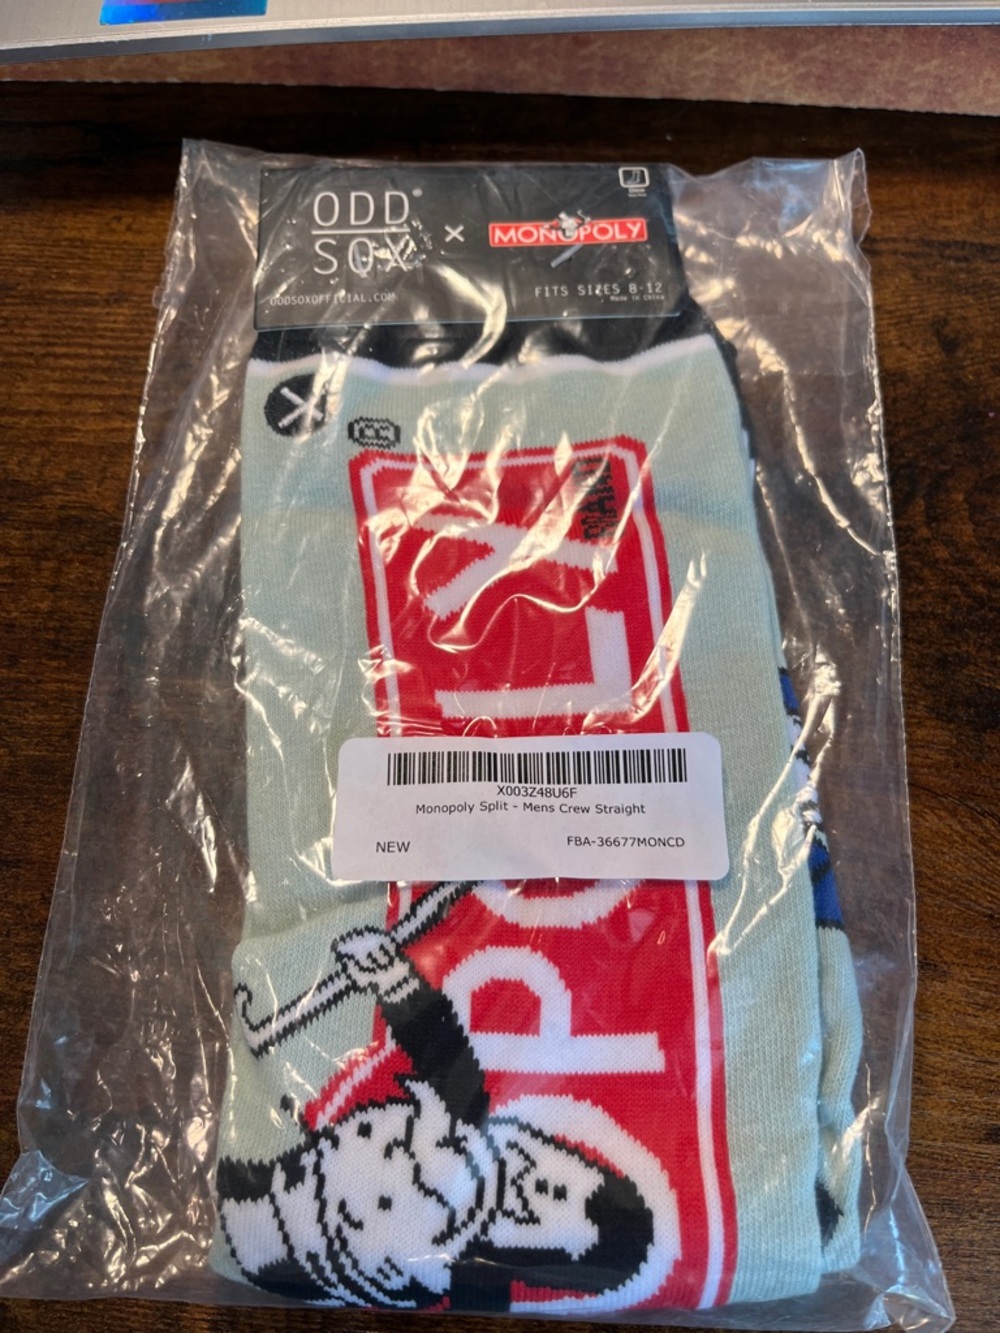 ODD®
SOX
×
MONOPOLY
ODDSOXOFFICIAL.COM
FITS SIZES 8-12
Made in China
®
POLY
X003Z48U6F
Monopoly Split - Mens Crew Straight
NEW
FBA-36677MONCD